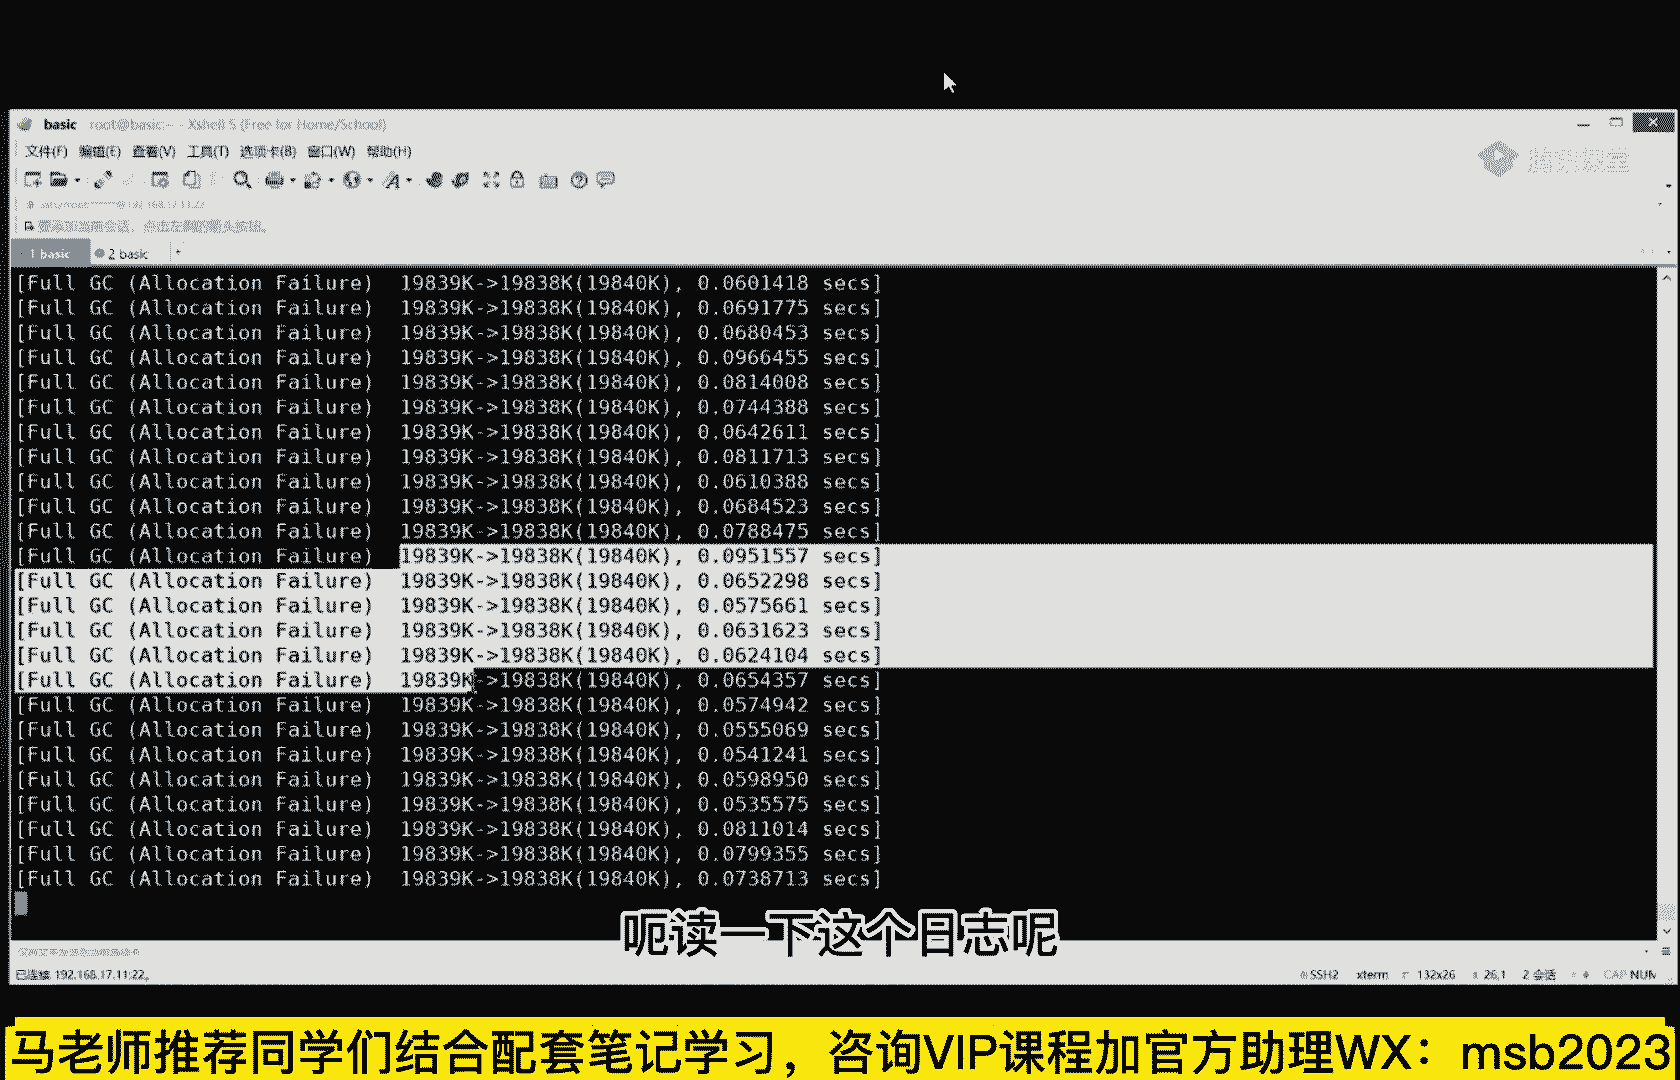 basic root@basic:~ - Xshell 5 (Free for Home/School)
文件(F) 编辑(E) 查看(V) 工具(T) 选项卡(B) 窗口(W) 帮助(H)
要添加当前会话，点击左侧的箭头按钮。
1 basic 2 basic
[Full GC (Allocation Failure)  19839K->19838K(19840K), 0.0601418 secs]
[Full GC (Allocation Failure)  19839K->19838K(19840K), 0.0691775 secs]
[Full GC (Allocation Failure)  19839K->19838K(19840K), 0.0680453 secs]
[Full GC (Allocation Failure)  19839K->19838K(19840K), 0.0966455 secs]
[Full GC (Allocation Failure)  19839K->19838K(19840K), 0.0814008 secs]
[Full GC (Allocation Failure)  19839K->19838K(19840K), 0.0744388 secs]
[Full GC (Allocation Failure)  19839K->19838K(19840K), 0.0642611 secs]
[Full GC (Allocation Failure)  19839K->19838K(19840K), 0.0811713 secs]
[Full GC (Allocation Failure)  19839K->19838K(19840K), 0.0610388 secs]
[Full GC (Allocation Failure)  19839K->19838K(19840K), 0.0684523 secs]
[Full GC (Allocation Failure)  19839K->19838K(19840K), 0.0788475 secs]
[Full GC (Allocation Failure)  19839K->19838K(19840K), 0.0951557 secs]
[Full GC (Allocation Failure)  19839K->19838K(19840K), 0.0652298 secs]
[Full GC (Allocation Failure)  19839K->19838K(19840K), 0.0575661 secs]
[Full GC (Allocation Failure)  19839K->19838K(19840K), 0.0631623 secs]
[Full GC (Allocation Failure)  19839K->19838K(19840K), 0.0624104 secs]
[Full GC (Allocation Failure)  19839K->19838K(19840K), 0.0654357 secs]
[Full GC (Allocation Failure)  19839K->19838K(19840K), 0.0574942 secs]
[Full GC (Allocation Failure)  19839K->19838K(19840K), 0.0555069 secs]
[Full GC (Allocation Failure)  19839K->19838K(19840K), 0.0541241 secs]
[Full GC (Allocation Failure)  19839K->19838K(19840K), 0.0598950 secs]
[Full GC (Allocation Failure)  19839K->19838K(19840K), 0.0535575 secs]
[Full GC (Allocation Failure)  19839K->19838K(19840K), 0.0811014 secs]
[Full GC (Allocation Failure)  19839K->19838K(19840K), 0.0799355 secs]
[Full GC (Allocation Failure)  19839K->19838K(19840K), 0.0738713 secs]
呃读一下这个日志呢
已连接 192.168.17.11:22。 SSH2 xterm 132x26 26,1 2 会话 CAP NUM
马老师推荐同学们结合配套笔记学习，咨询VIP课程加官方助理WX：msb2023